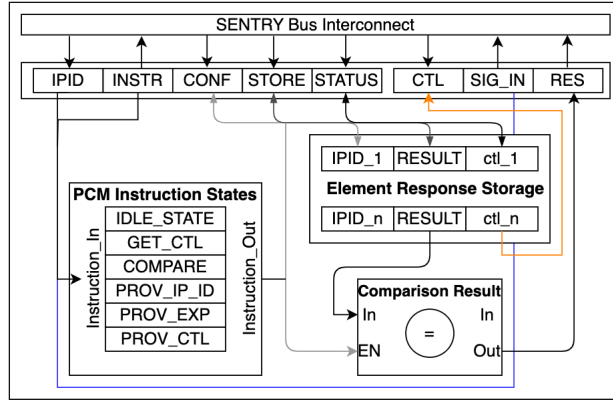 SENTRY Bus Interconnect
IPID INSTR CONF STORE STATUS CTL SIG_IN RES
IPID_1 RESULT ctl_1
Element Response Storage
IPID_n RESULT ctl_n
PCM Instruction States
Instruction_In
IDLE_STATE
GET_CTL
COMPARE
PROV_IP_ID
PROV_EXP
PROV_CTL
Instruction_Out
Comparison Result
In In
=
EN Out